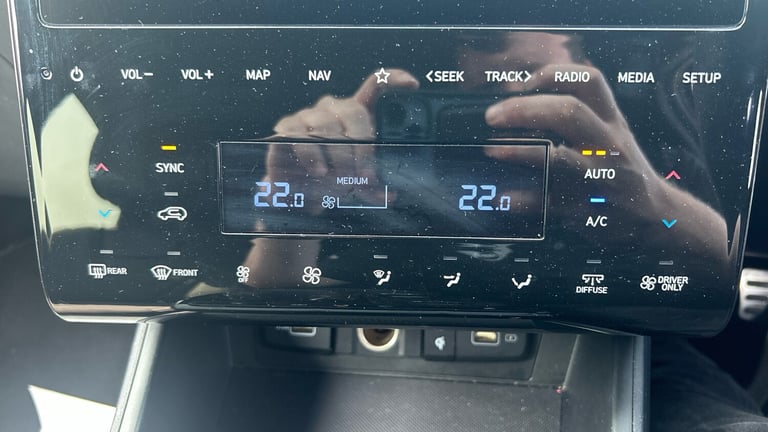 VOL− VOL+ MAP NAV <SEEK TRACK> RADIO MEDIA SETUP
SYNC AUTO
MEDIUM
22.0 22.0
A/C
REAR FRONT OFF DIFFUSE DRIVER ONLY